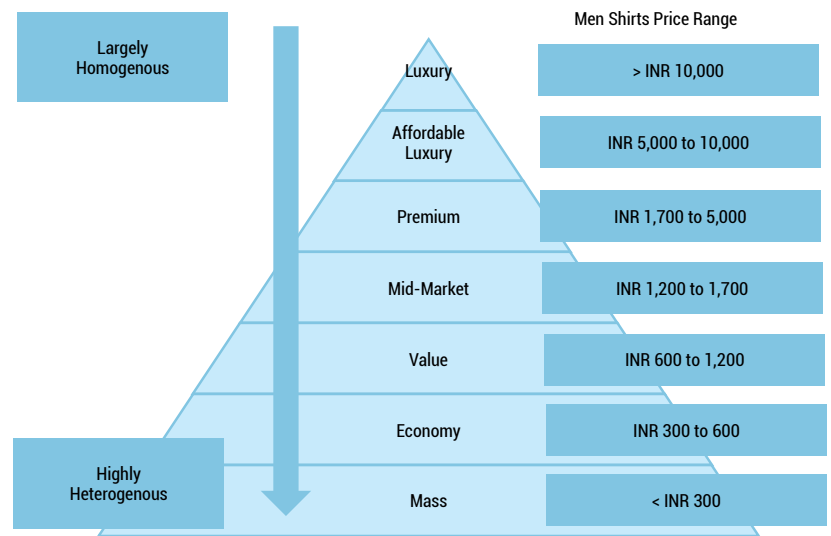 Men Shirts Price Range
Largely
Homogenous
Luxury
> INR 10,000
Affordable
Luxury
INR 5,000 to 10,000
Premium
INR 1,700 to 5,000
Mid-Market
INR 1,200 to 1,700
Value
INR 600 to 1,200
Economy
INR 300 to 600
Highly
Heterogenous
Mass
< INR 300